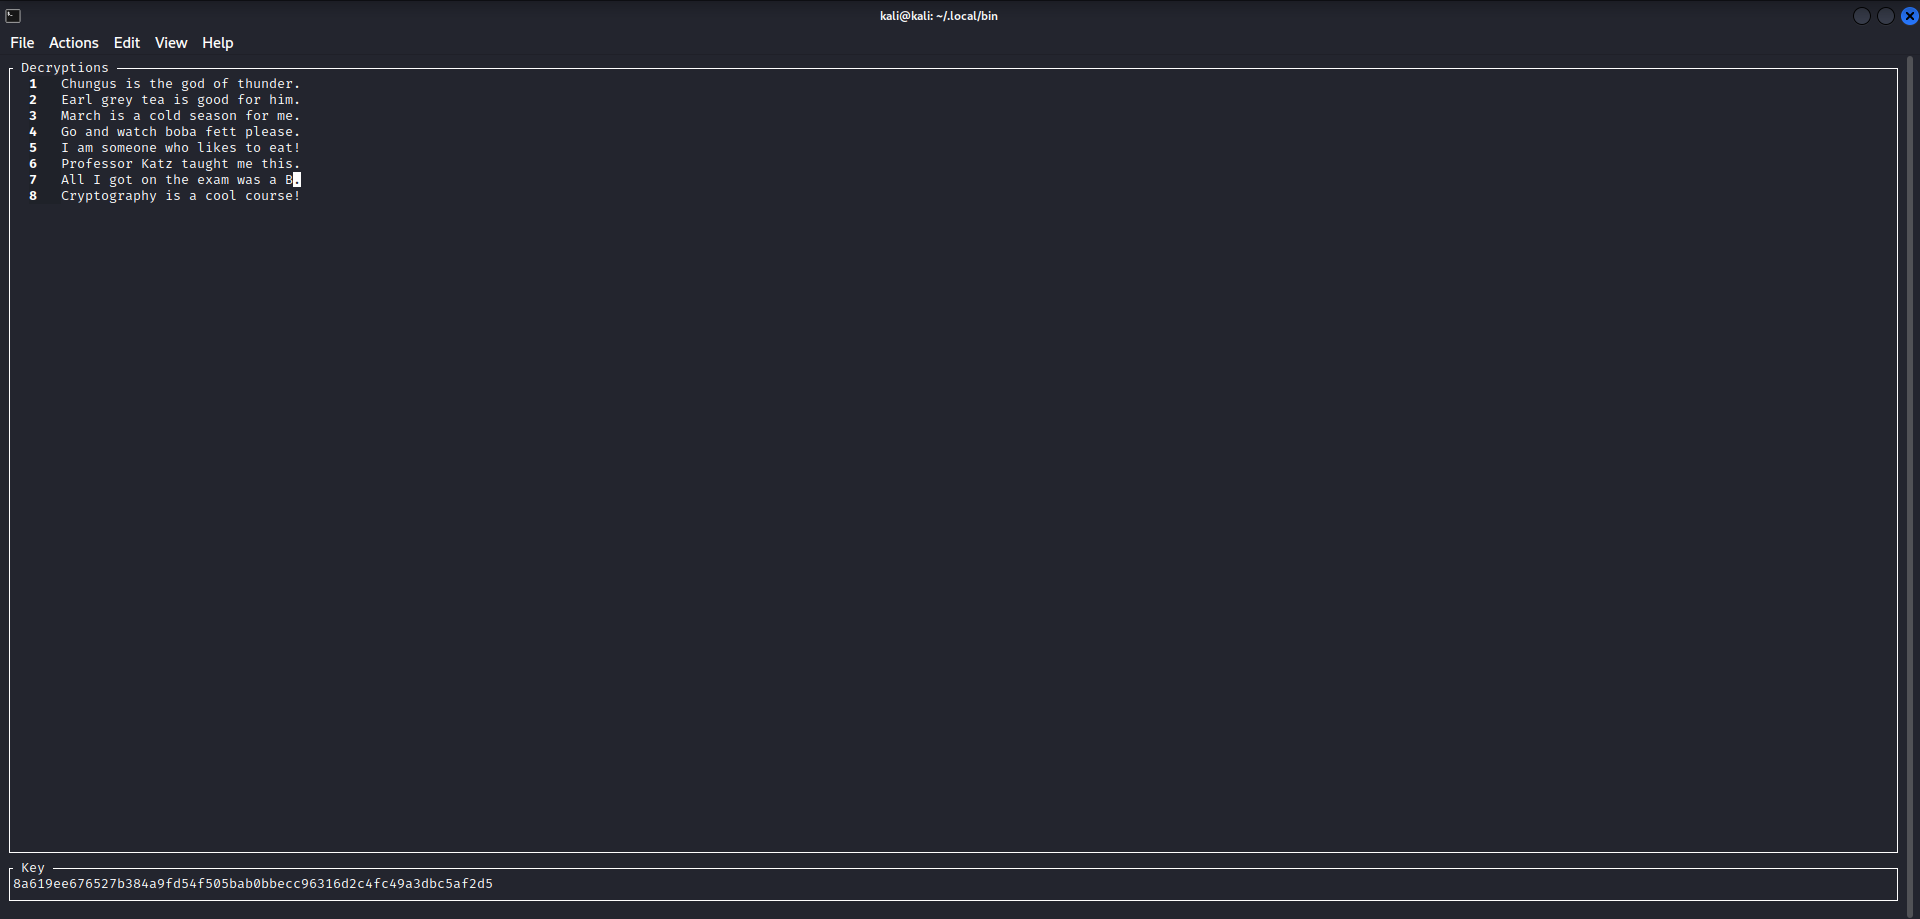 kali@kali: ~/.local/bin
File Actions Edit View Help
Decryptions
1 Chungus is the god of thunder.
2 Earl grey tea is good for him.
3 March is a cold season for me.
4 Go and watch boba fett please.
5 I am someone who likes to eat!
6 Professor Katz taught me this.
7 All I got on the exam was a B.
8 Cryptography is a cool course!
Key
8a619ee676527b384a9fd54f505bab0bbecc96316d2c4fc49a3dbc5af2d5